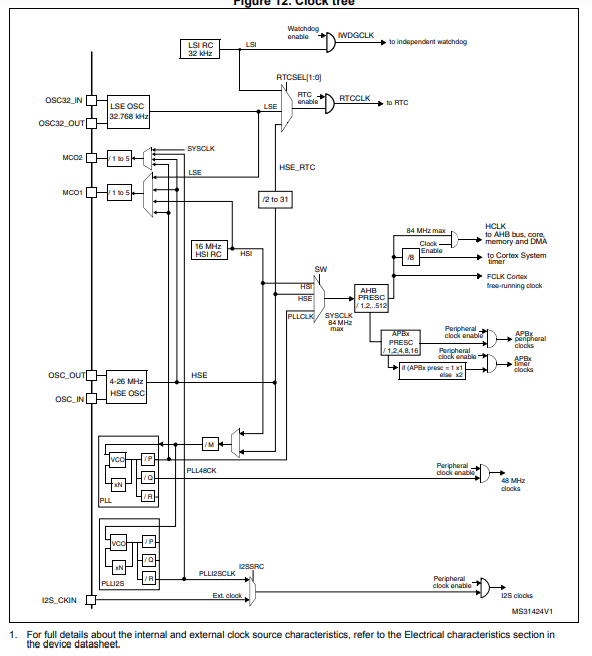 Figure 12. Clock tree
Watchdog
enable
IWDGCLK
to independent watchdog
LSI RC
32 kHz
LSI
RTCSEL[1:0]
OSC32_IN
OSC32_OUT
LSE OSC
32.768 kHz
LSE
RTC
enable
RTCCLK
to RTC
SYSCLK
MCO2
/ 1 to 5
LSE
HSE_RTC
MCO1
/ 1 to 5
/2 to 31
16 MHz
HSI RC
HSI
84 MHz max
HCLK
to AHB bus, core,
memory and DMA
Clock
Enable
/8
to Cortex System
timer
FCLK Cortex
free-running clock
SW
HSI
HSE
PLLCLK
SYSCLK
84 MHz
max
AHB
PRESC
/ 1,2,..512
APBx
PRESC
/ 1,2,4,8,16
Peripheral
clock enable
APBx
peripheral
clocks
Peripheral
clock enable
APBx
timer
clocks
if (APBx presc = 1 x1
else x2
OSC_OUT
OSC_IN
4-26 MHz
HSE OSC
HSE
/ M
VCO
xN
/ P
/ Q
/ R
PLL
PLL48CK
Peripheral
clock enable
48 MHz
clocks
VCO
xN
/ P
/ Q
/ R
PLLI2S
PLLI2SCLK
I2SSRC
Ext. clock
Peripheral
clock enable
I2S clocks
I2S_CKIN
MS31424V1
1. For full details about the internal and external clock source characteristics, refer to the Electrical characteristics section in
the device datasheet.